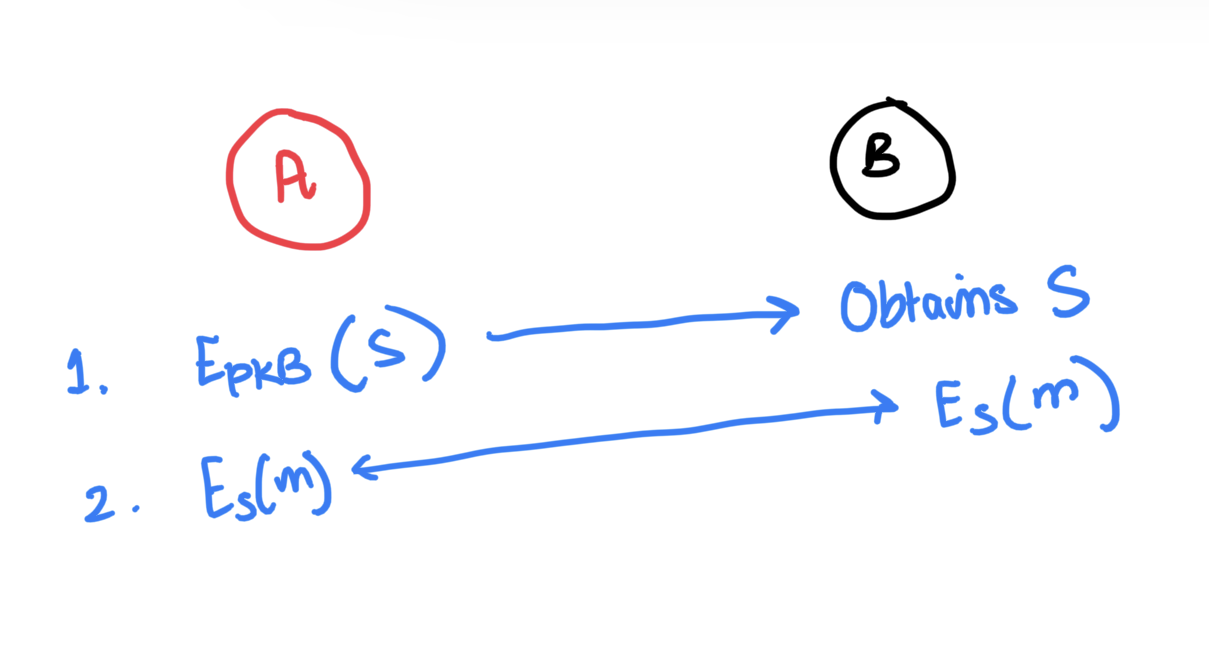 A B
1. EpkB (S) Obtains S
2. Es(m) Es(m)